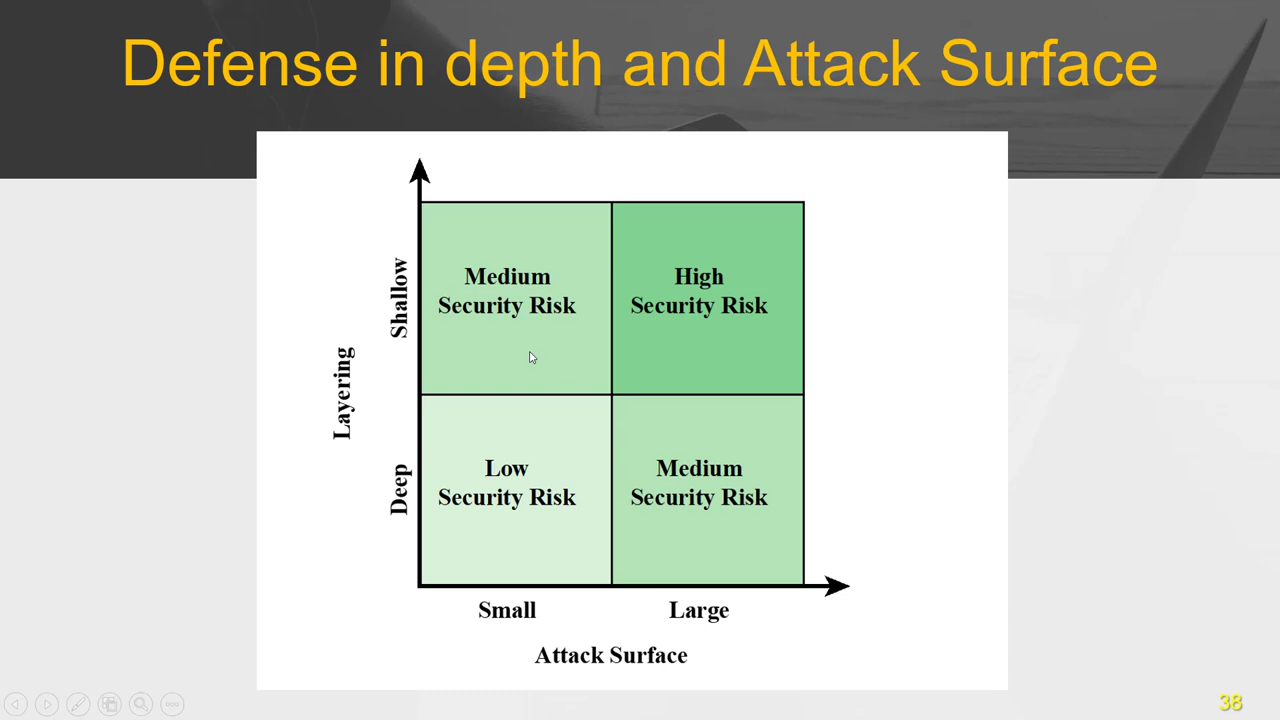 Defense in depth and Attack Surface
Layering
Shallow
Deep
Medium
Security Risk
High
Security Risk
Low
Security Risk
Medium
Security Risk
Small
Large
Attack Surface
38